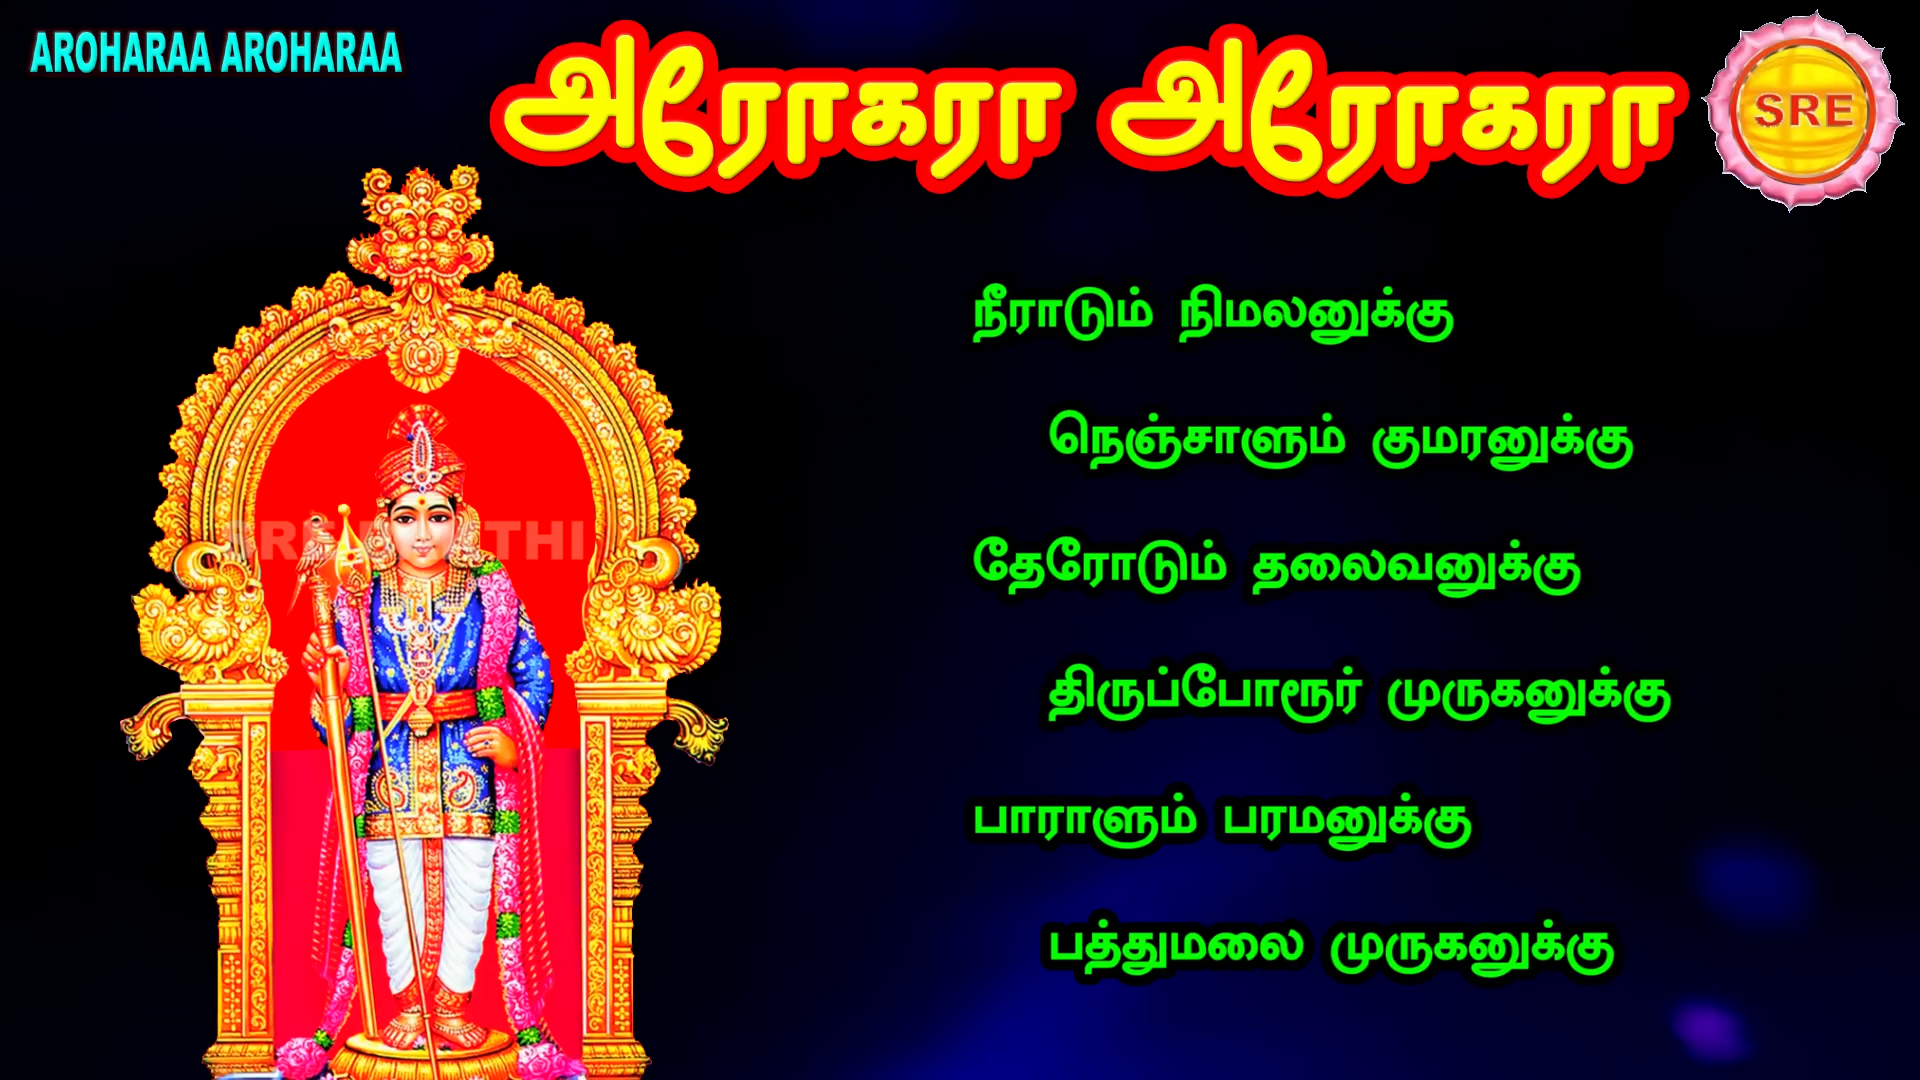 AROHARAA AROHARAA
அரோகரா அரோகரா
SRE
நீராடும் நிமலனுக்கு
நெஞ்சாளும் குமரனுக்கு
தேரோடும் தலைவனுக்கு
திருப்போரூர் முருகனுக்கு
பாராளும் பரமனுக்கு
பத்துமலை முருகனுக்கு